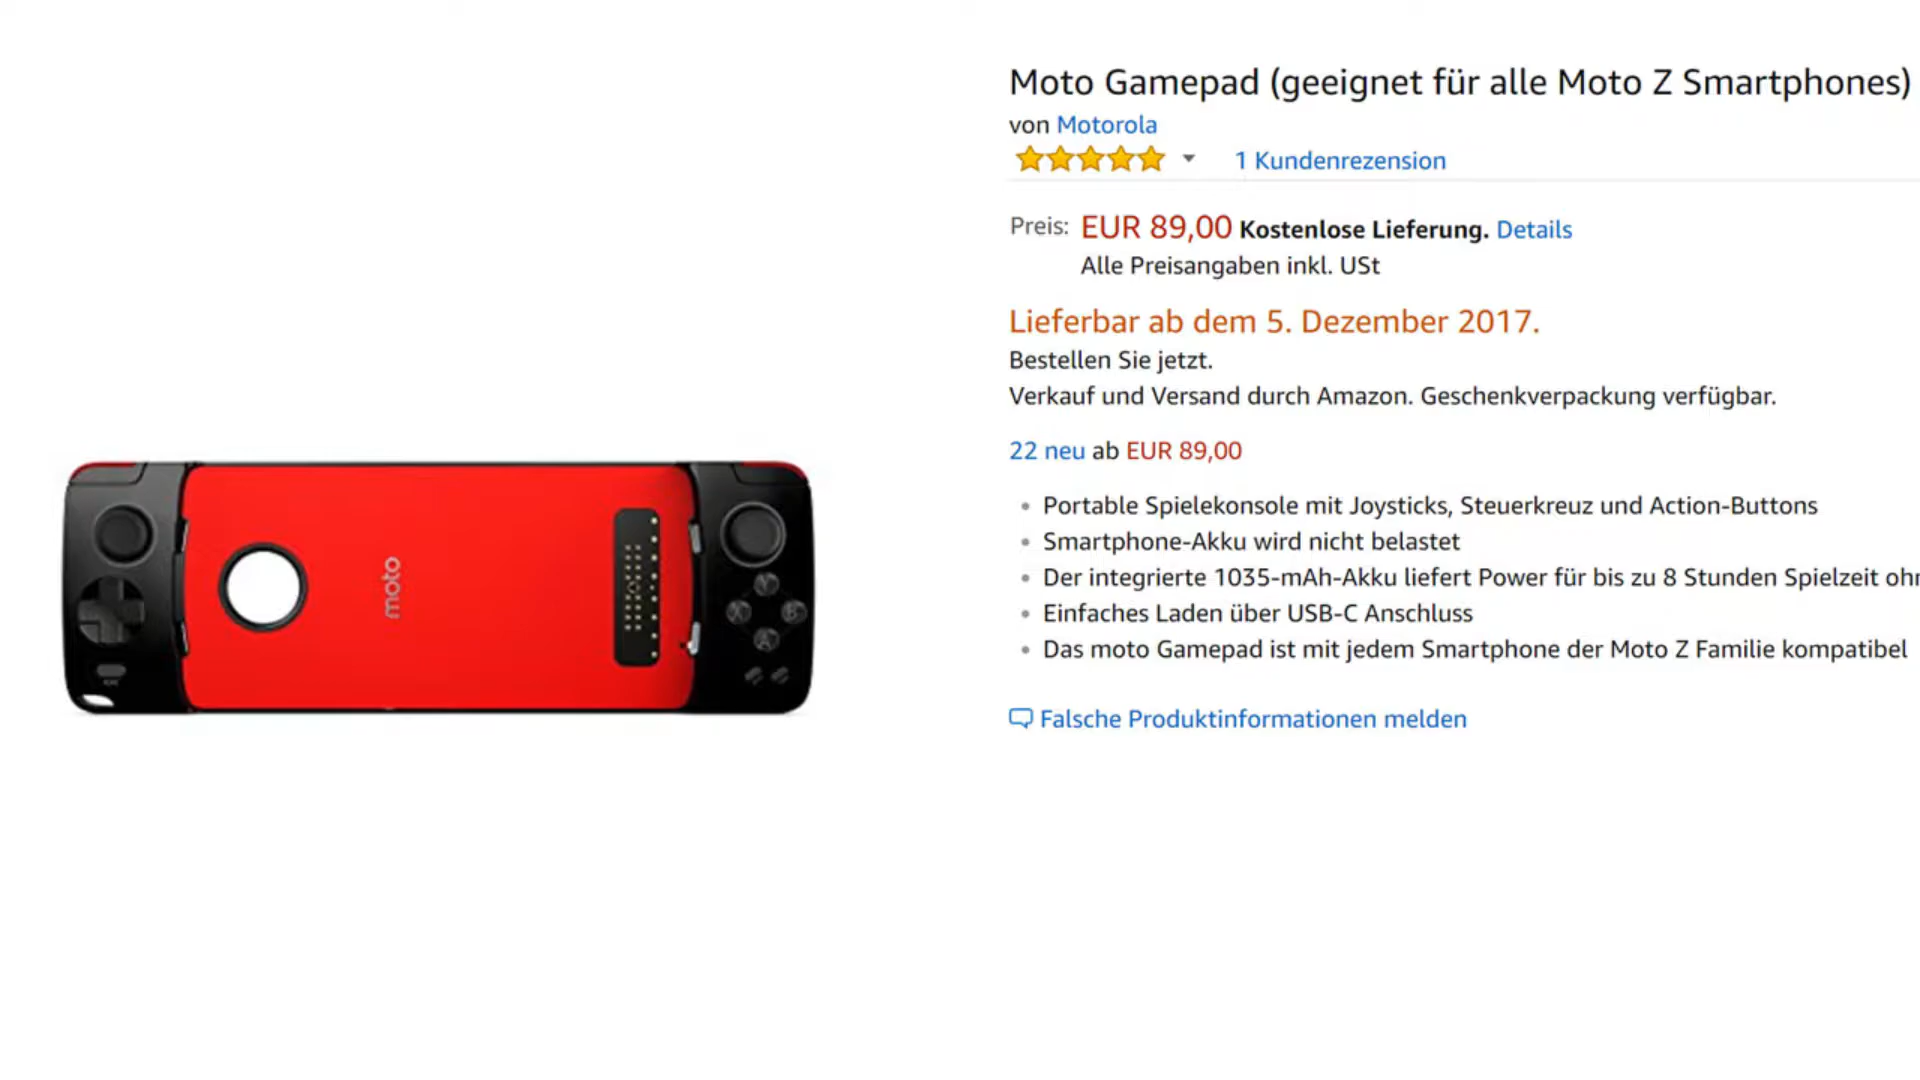 Moto Gamepad (geeignet für alle Moto Z Smartphones)
von Motorola
1 Kundenrezension
Preis: EUR 89,00 Kostenlose Lieferung. Details
Alle Preisangaben inkl. USt
Lieferbar ab dem 5. Dezember 2017.
Bestellen Sie jetzt.
Verkauf und Versand durch Amazon. Geschenkverpackung verfügbar.
22 neu ab EUR 89,00
Portable Spielekonsole mit Joysticks, Steuerkreuz und Action-Buttons
Smartphone-Akku wird nicht belastet
Der integrierte 1035-mAh-Akku liefert Power für bis zu 8 Stunden Spielzeit
Einfaches Laden über USB-C Anschluss
Das moto Gamepad ist mit jedem Smartphone der Moto Z Familie kompatibel
Falsche Produktinformationen melden
moto